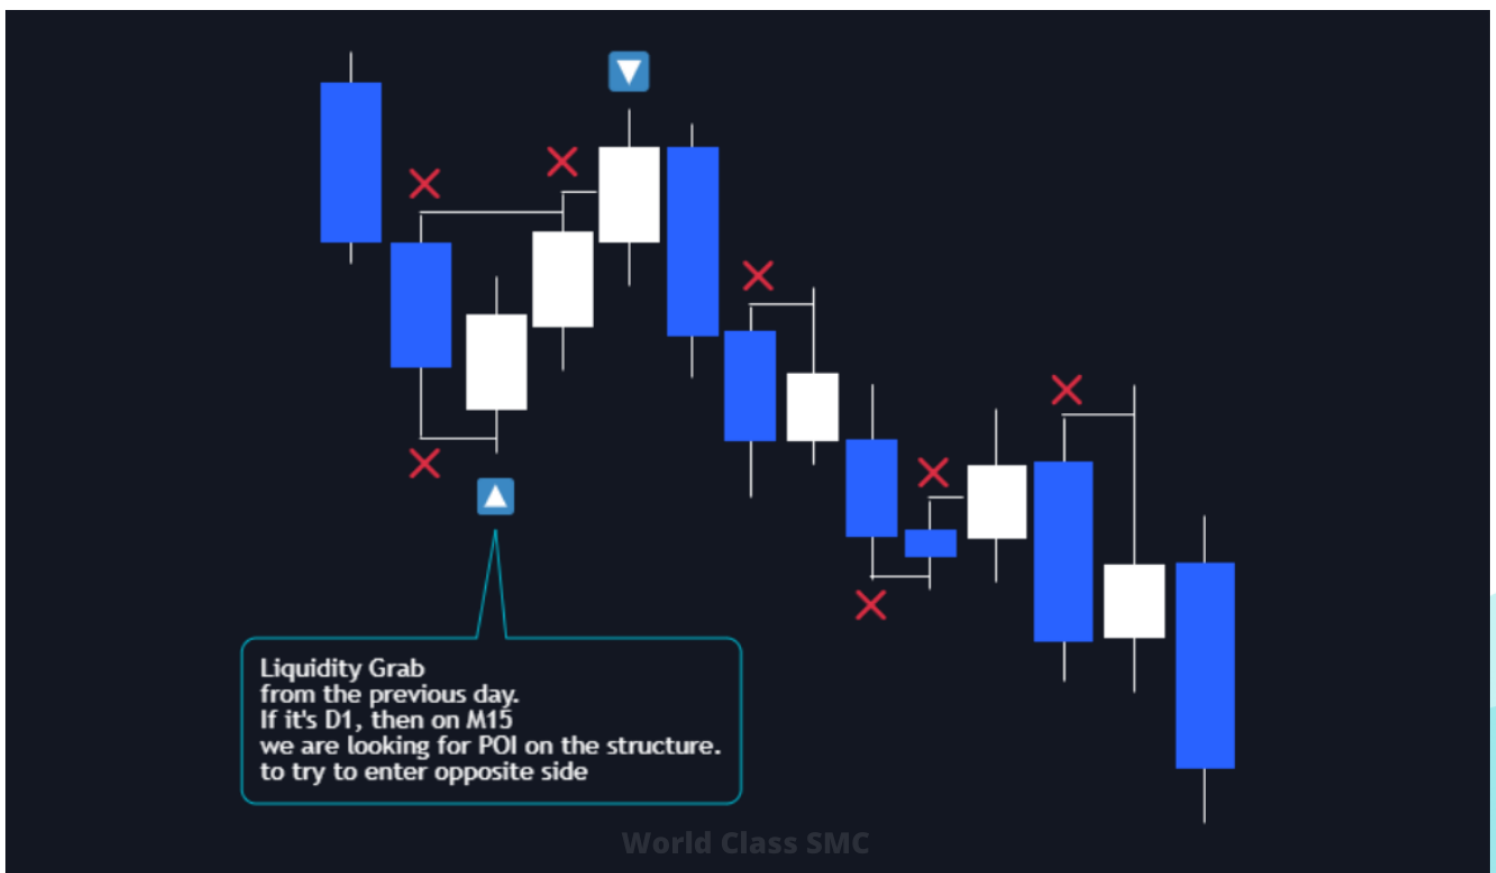 Liquidity Grab
from the previous day.
If it's D1, then on M15
we are looking for POI on the structure.
to try to enter opposite side
World Class SMC